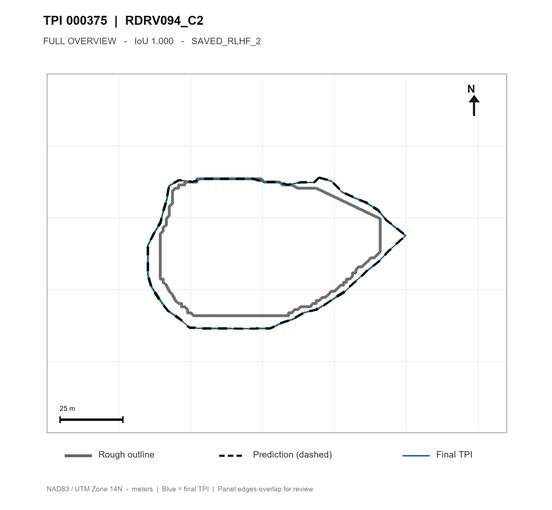 TPI 000375 | RDRV094_C2
FULL OVERVIEW - IoU 1.000 - SAVED_RLHF_2
N
25 m
Rough outline
Prediction (dashed)
Final TPI
NAD83 / UTM Zone 14N - meters | Blue = final TPI | Panel edges overlap for review